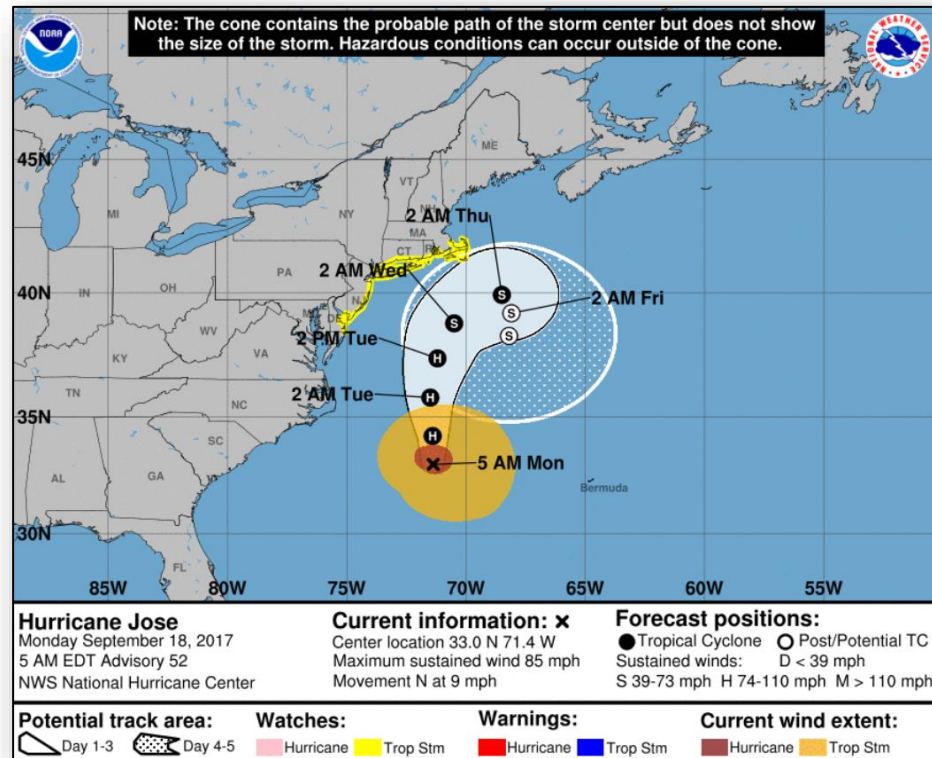 Note: The cone contains the probable path of the storm center but does not show
the size of the storm. Hazardous conditions can occur outside of the cone.
NOAA
NATIONAL WEATHER SERVICE
45N
40N
35N
30N
85W 80W 75W 70W 65W 60W 55W
ME
VT
NH
NY
MA
CT
RI
MI
PA
NJ
OH
IN
MD
DE
WV
VA
KY
NC
TN
SC
AL
GA
FL
Bermuda
2 AM Thu
S
2 AM Wed
S
2 AM Fri
S
S
2 PM Tue
H
2 AM Tue
H
H
5 AM Mon
Hurricane Jose
Monday September 18, 2017
5 AM EDT Advisory 52
NWS National Hurricane Center
Current information: x
Center location 33.0 N 71.4 W
Maximum sustained wind 85 mph
Movement N at 9 mph
Forecast positions:
Tropical Cyclone Post/Potential TC
Sustained winds: D < 39 mph
S 39-73 mph H 74-110 mph M > 110 mph
Potential track area:
Day 1-3 Day 4-5
Watches:
Hurricane Trop Stm
Warnings:
Hurricane Trop Stm
Current wind extent:
Hurricane Trop Stm